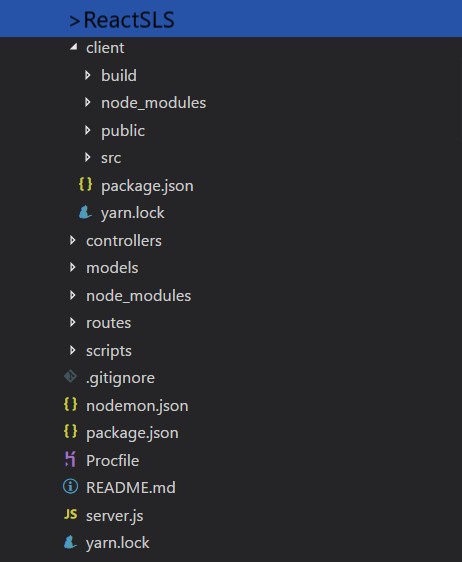 >ReactSLS
client
build
node_modules
public
src
package.json
yarn.lock
controllers
models
node_modules
routes
scripts
.gitignore
nodemon.json
package.json
Procfile
README.md
JS server.js
yarn.lock